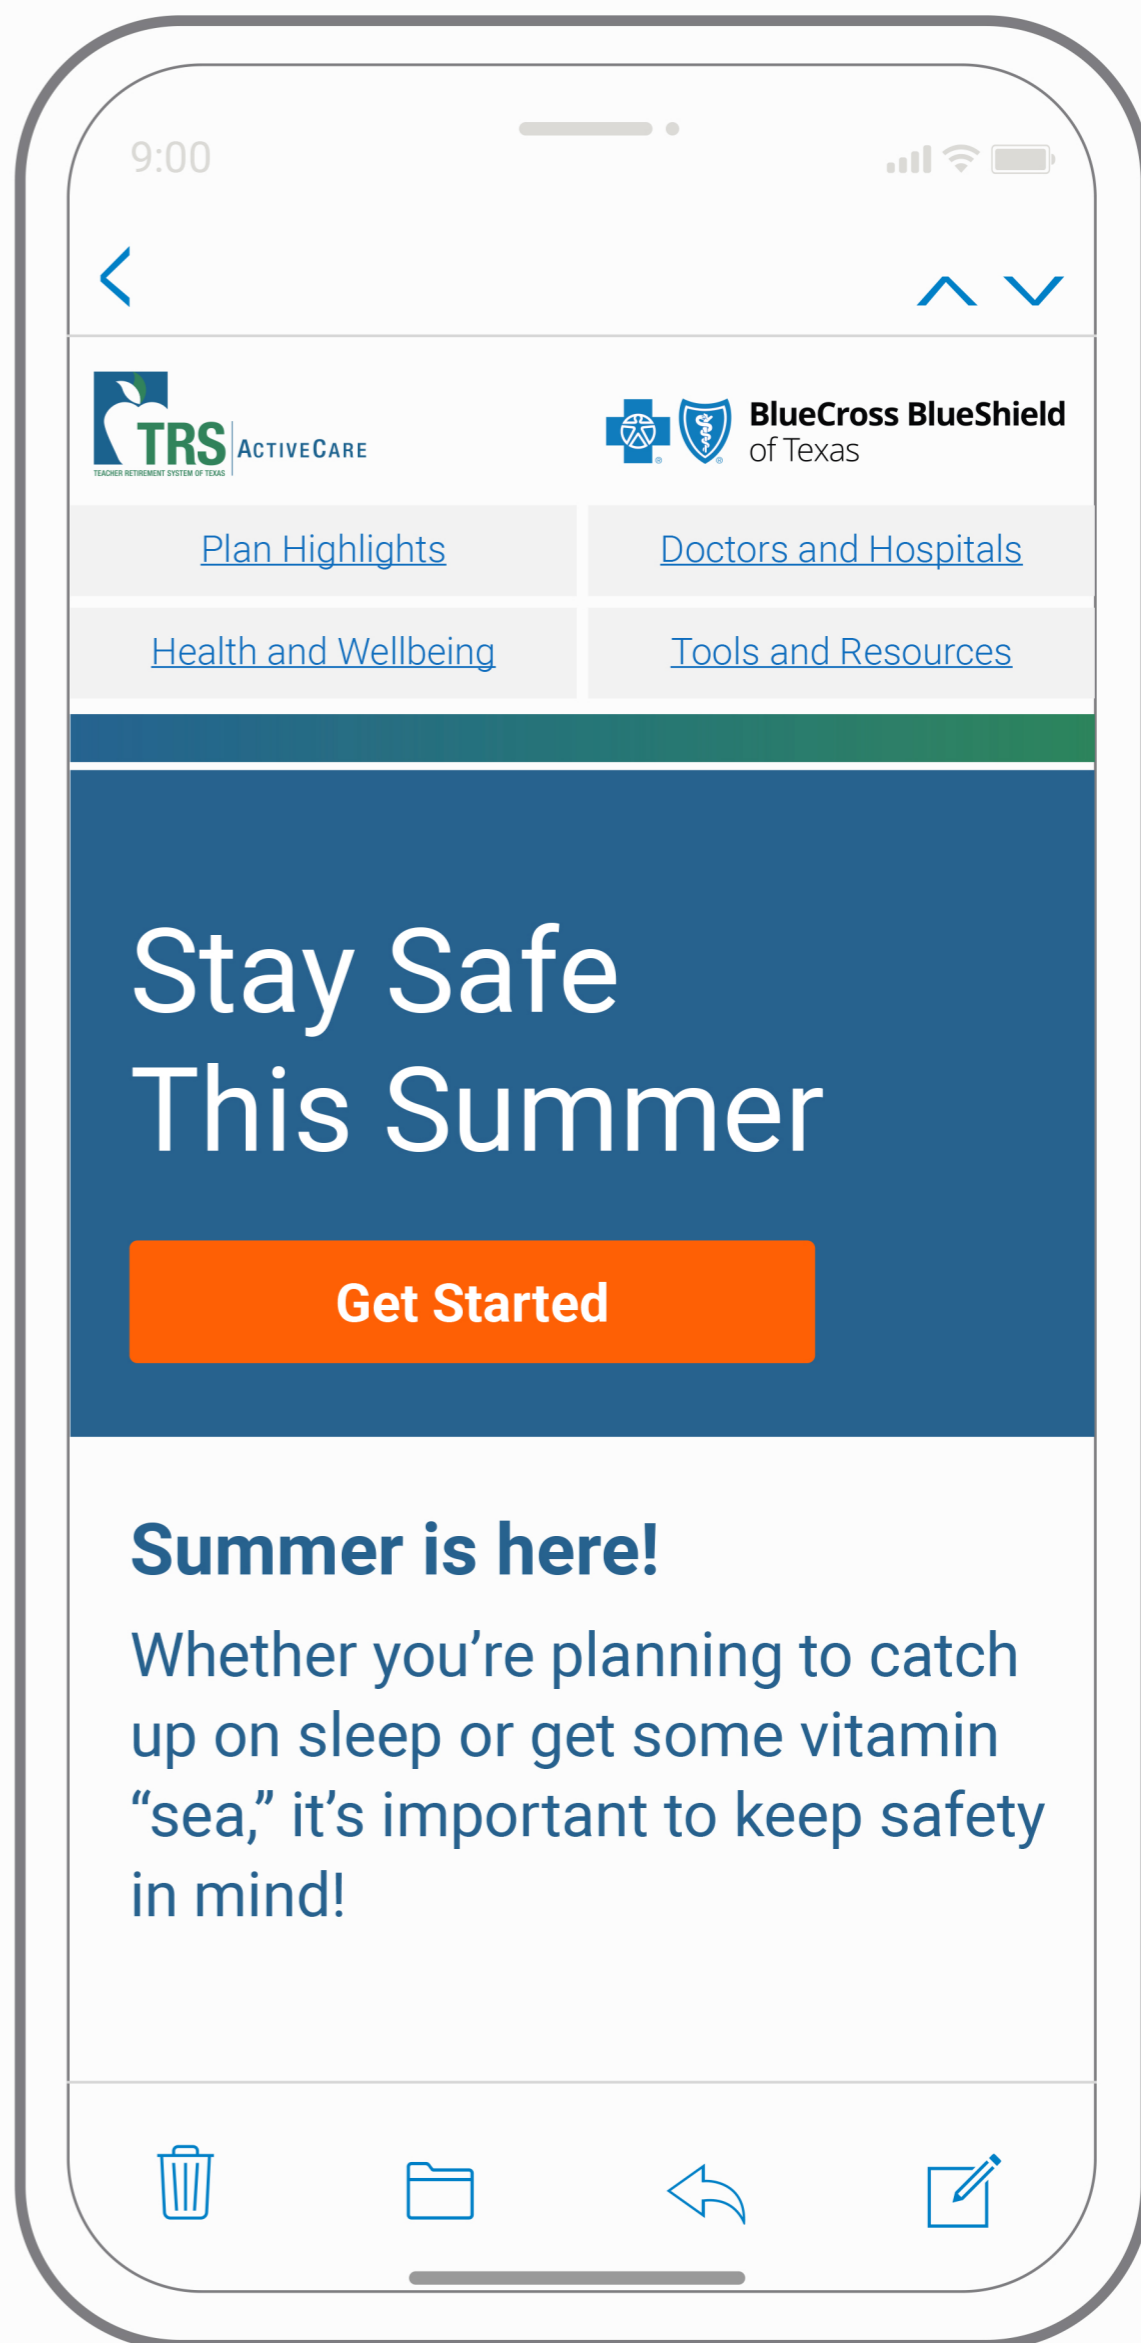 9:00
TRS ACTIVECARE
TEACHER RETIREMENT SYSTEM OF TEXAS
BlueCross BlueShield
of Texas
Plan Highlights
Doctors and Hospitals
Health and Wellbeing
Tools and Resources
Stay Safe
This Summer
Get Started
Summer is here!
Whether you’re planning to catch
up on sleep or get some vitamin
“sea,” it’s important to keep safety
in mind!